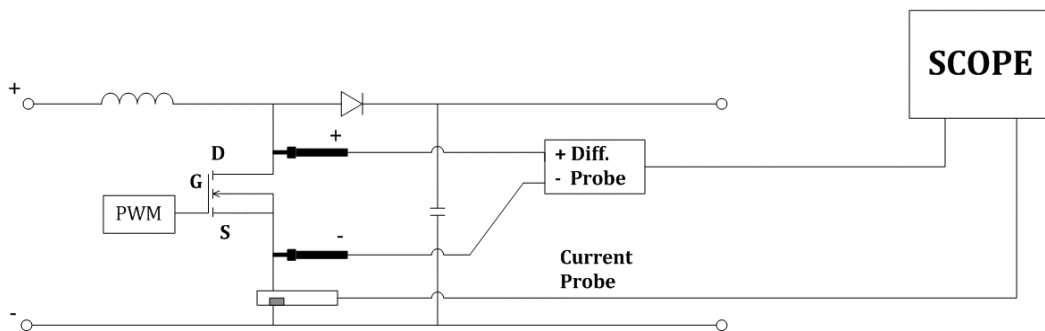 SCOPE
+
+
D
+ Diff.
- Probe
G
PWM
S
-
Current
Probe
-